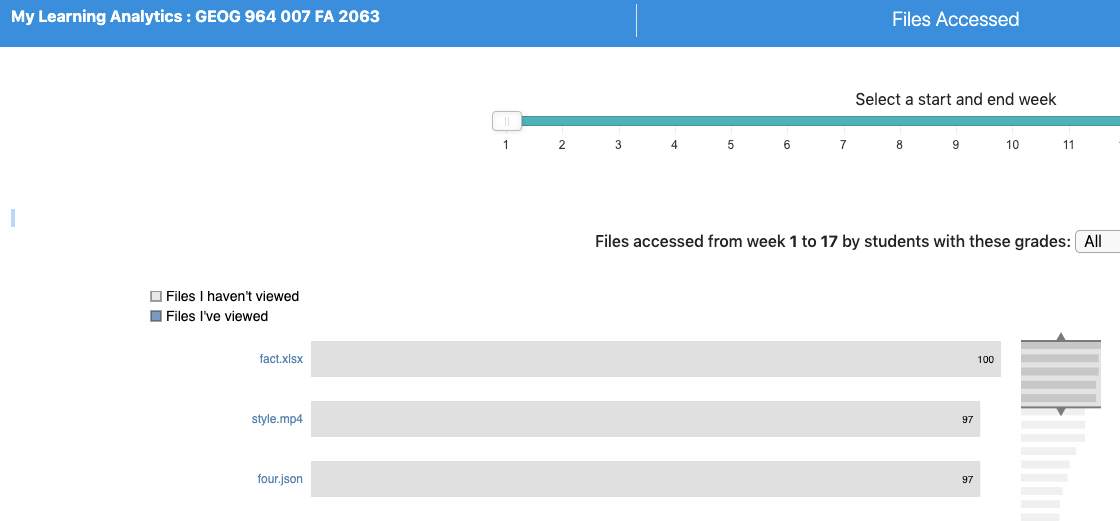 My Learning Analytics : GEOG 964 007 FA 2063
Files Accessed
Select a start and end week
1 2 3 4 5 6 7 8 9 10 11
Files accessed from week 1 to 17 by students with these grades: All
Files I haven't viewed
Files I've viewed
fact.xlsx 100
style.mp4 97
four.json 97